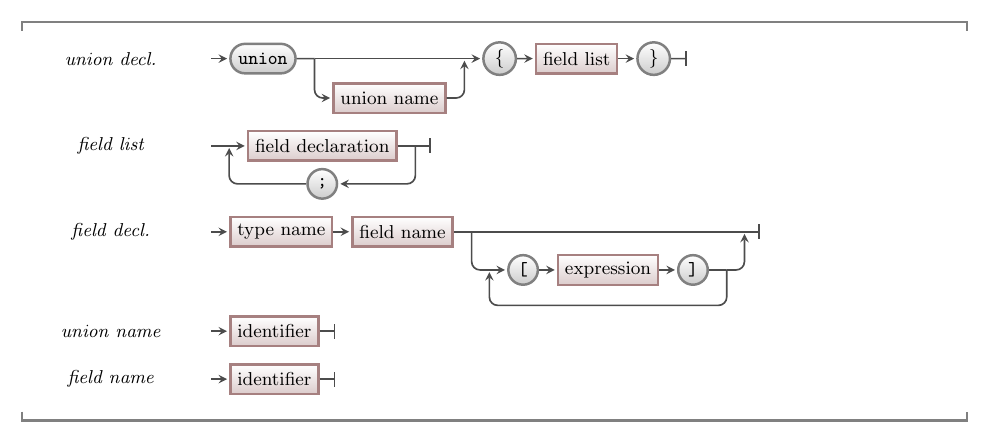 union decl. union { field list }
union name
field list field declaration
;
field decl. type name field name
[ expression ]
union name identifier
field name identifier